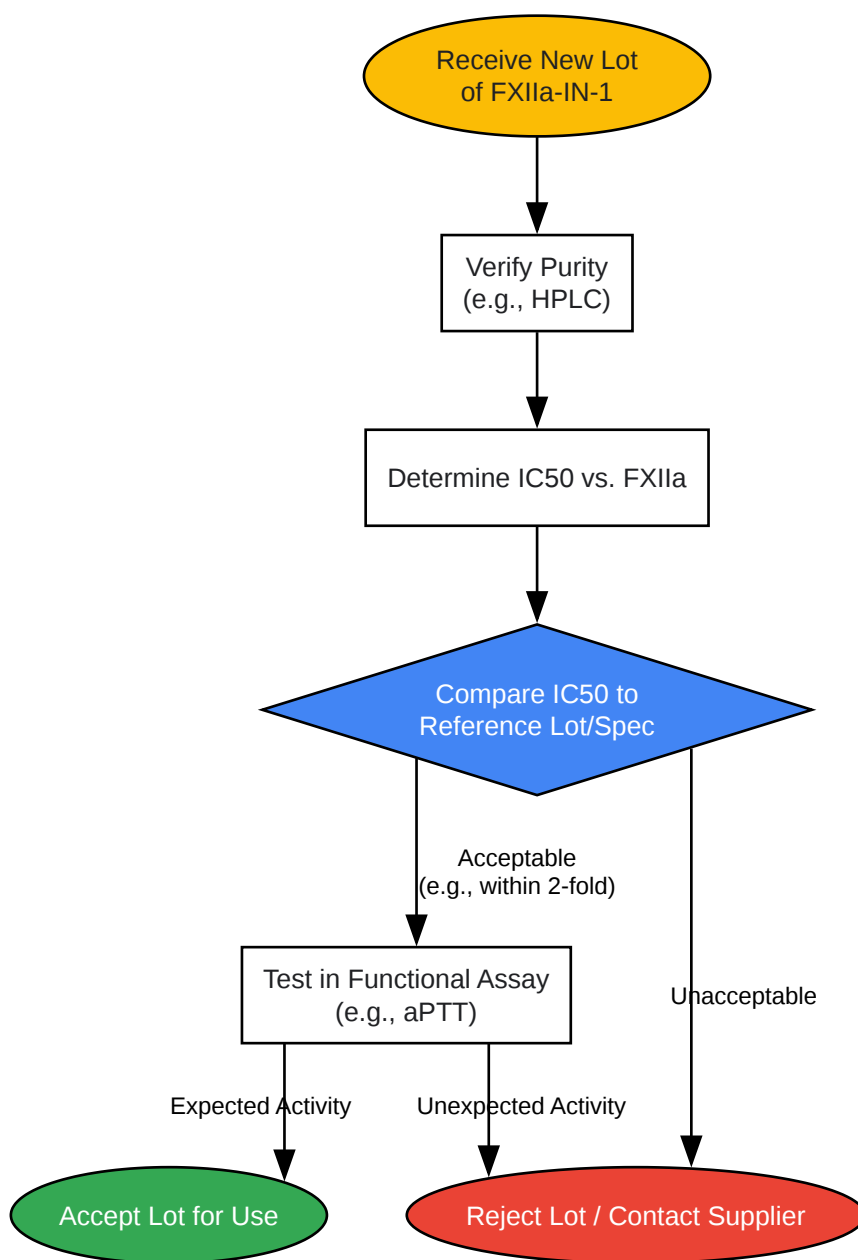 Receive New Lot
of FXIIa-IN-1
Verify Purity
(e.g., HPLC)
Determine IC50 vs. FXIIa
Compare IC50 to
Reference Lot/Spec
Acceptable
(e.g., within 2-fold)
Test in Functional Assay
(e.g., aPTT)
Unacceptable
Expected Activity
Unexpected Activity
Accept Lot for Use
Reject Lot / Contact Supplier